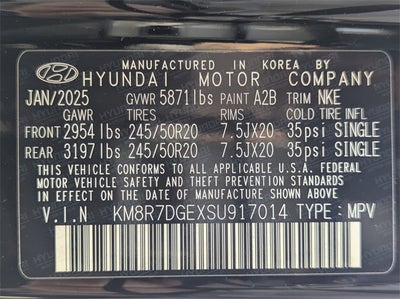 MANUFACTURED IN KOREA BY
HYUNDAI MOTOR COMPANY
JAN/2025 GVWR 5871lbs PAINT A2B TRIM NKE
GAWR TIRES RIMS COLD TIRE INFL
FRONT 2954 lbs 245/50R20 7.5JX20 35psi SINGLE
REAR 3197 lbs 245/50R20 7.5JX20 35psi SINGLE
THIS VEHICLE CONFORMS TO ALL APPLICABLE U.S.A. FEDERAL
MOTOR VEHICLE SAFETY, BUMPER, AND THEFT PREVENTION STANDARDS
IN EFFECT ON THE DATE OF MANUFACTURE SHOWN ABOVE.
V.I.N KM8R7DGEXSU917014 TYPE: MPV